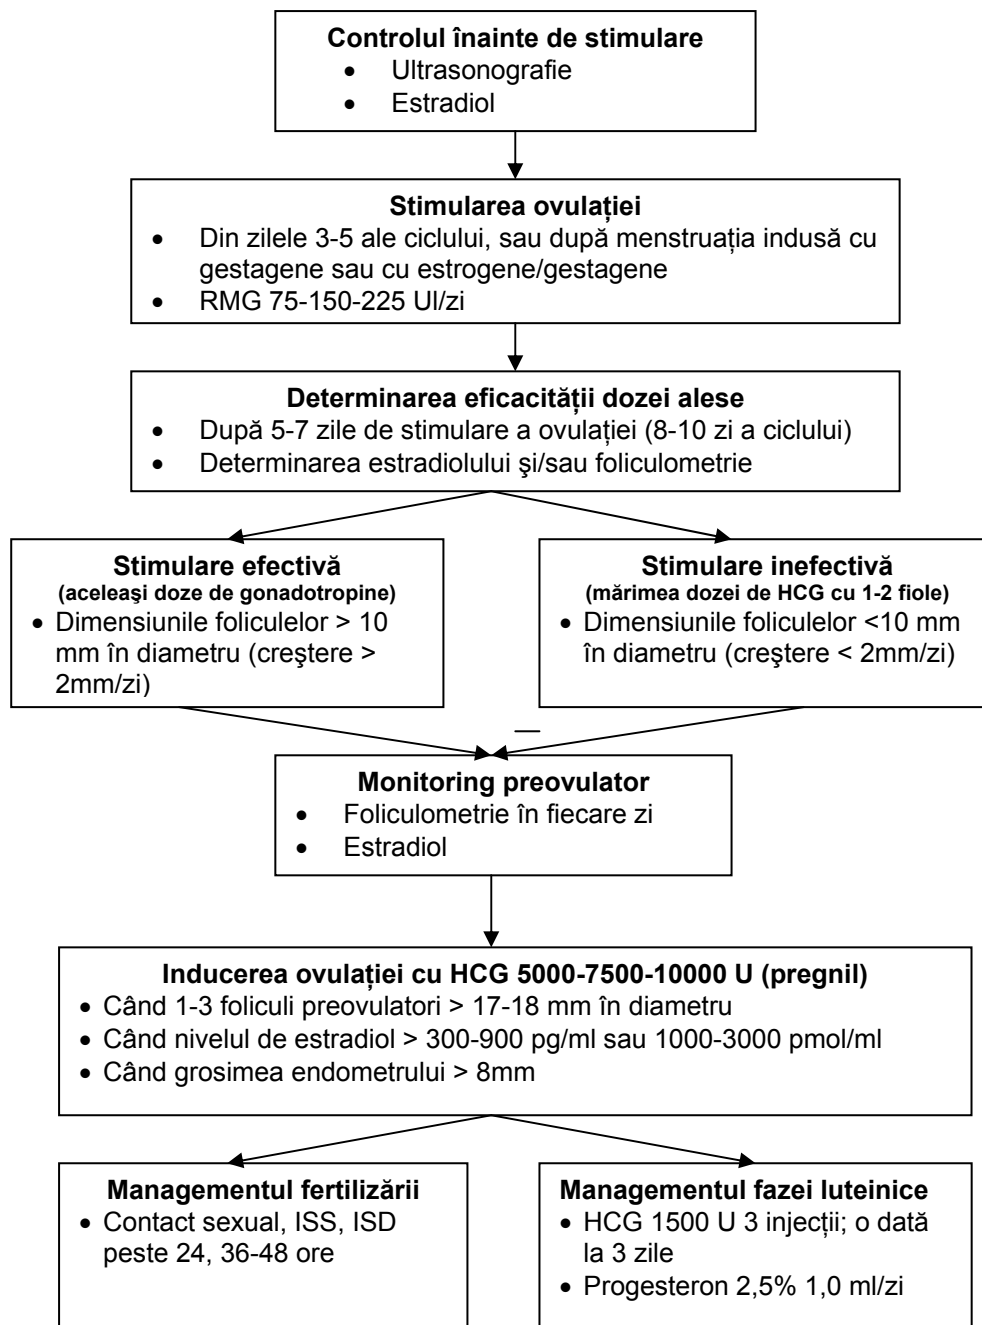 Controlul înainte de stimulare
• Ultrasonografie
• Estradiol
Stimularea ovulației
• Din zilele 3-5 ale ciclului, sau după menstruația indusă cu
gestagene sau cu estrogene/gestagene
• RMG 75-150-225 UI/zi
Determinarea eficacității dozei alese
• După 5-7 zile de stimulare a ovulației (8-10 zi a ciclului)
• Determinarea estradiolului şi/sau foliculometrie
Stimulare efectivă
(aceleaşi doze de gonadotropine)
• Dimensiunile foliculelor > 10
mm în diametru (creştere >
2mm/zi)
Stimulare inefectivă
(mărimea dozei de HCG cu 1-2 fiole)
• Dimensiunile foliculelor <10 mm
în diametru (creştere < 2mm/zi)
Monitoring preovulator
• Foliculometrie în fiecare zi
• Estradiol
Inducerea ovulației cu HCG 5000-7500-10000 U (pregnil)
• Când 1-3 foliculi preovulatori > 17-18 mm în diametru
• Când nivelul de estradiol > 300-900 pg/ml sau 1000-3000 pmol/ml
• Când grosimea endometrului > 8mm
Managementul fertilizării
• Contact sexual, ISS, ISD
peste 24, 36-48 ore
Managementul fazei luteinice
• HCG 1500 U 3 injecții; o dată
la 3 zile
• Progesteron 2,5% 1,0 ml/zi